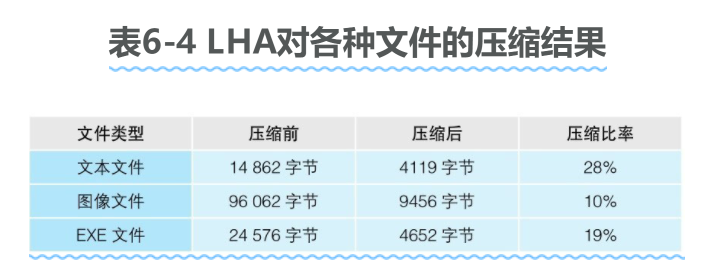 表6-4 LHA对各种文件的压缩结果
文件类型 压缩前 压缩后 压缩比率
文本文件 14 862 字节 4119 字节 28%
图像文件 96 062 字节 9456 字节 10%
EXE 文件 24 576 字节 4652 字节 19%